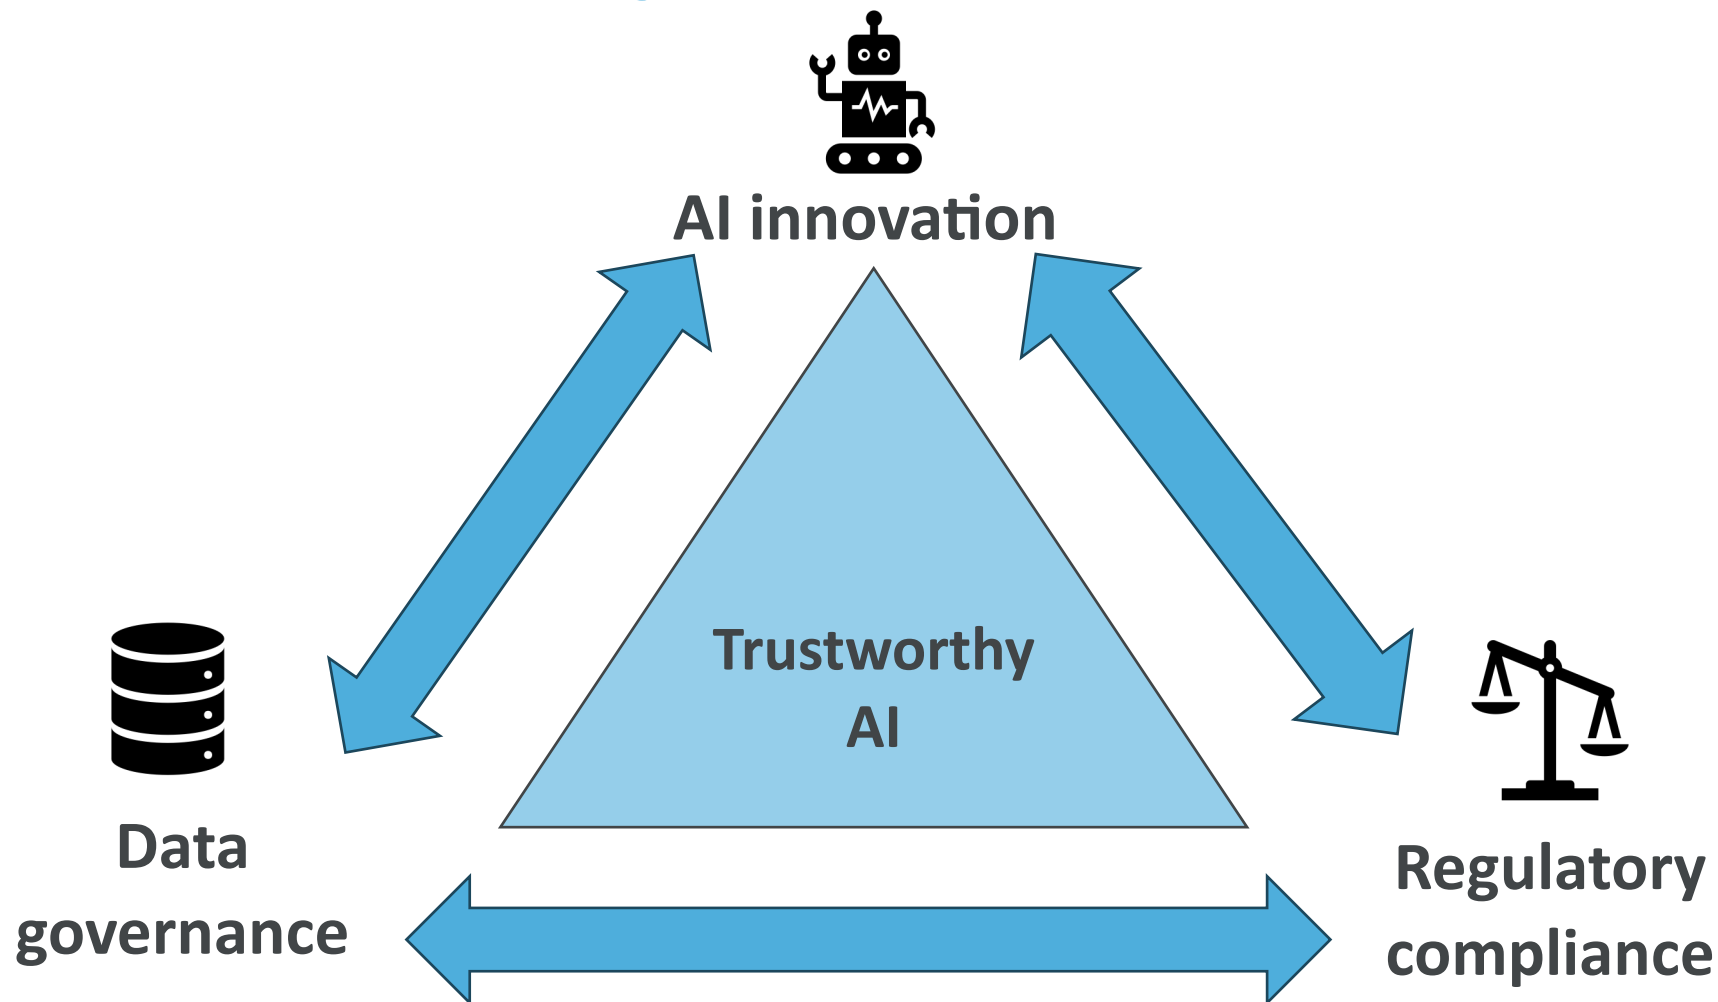 AI innovation
Trustworthy
AI
Data
governance
Regulatory
compliance